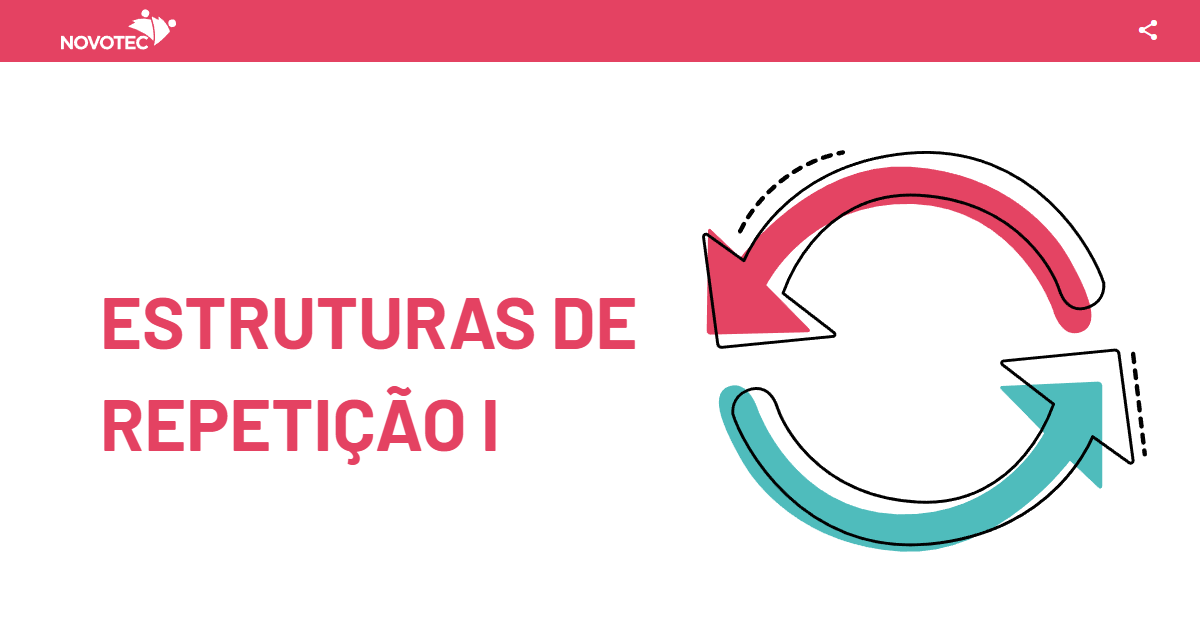 NOVOTEC
ESTRUTURAS DE
REPETIÇÃO I